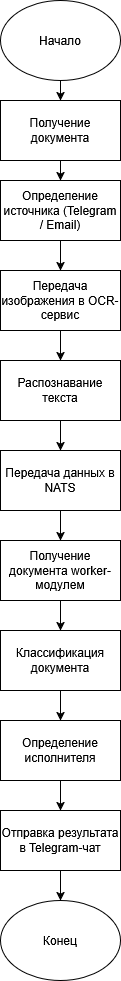 Начало
Получение
документа
Определение
источника (Telegram
/ Email)
Передача
изображения в OCR-
сервис
Распознавание
текста
Передача данных в
NATS
Получение
документа worker-
модулем
Классификация
документа
Определение
исполнителя
Отправка результата
в Telegram-чат
Конец